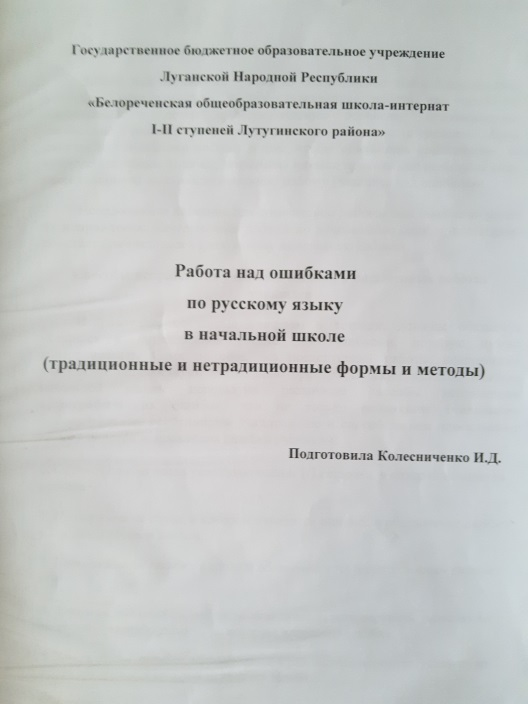 Государственное бюджетное образовательное учреждение
Луганской Народной Республики
«Белореченская общеобразовательная школа-интернат
I-II ступеней Лутугинского района»
Работа над ошибками
по русскому языку
в начальной школе
(традиционные и нетрадиционные формы и методы)
Подготовила Колесниченко И.Д.